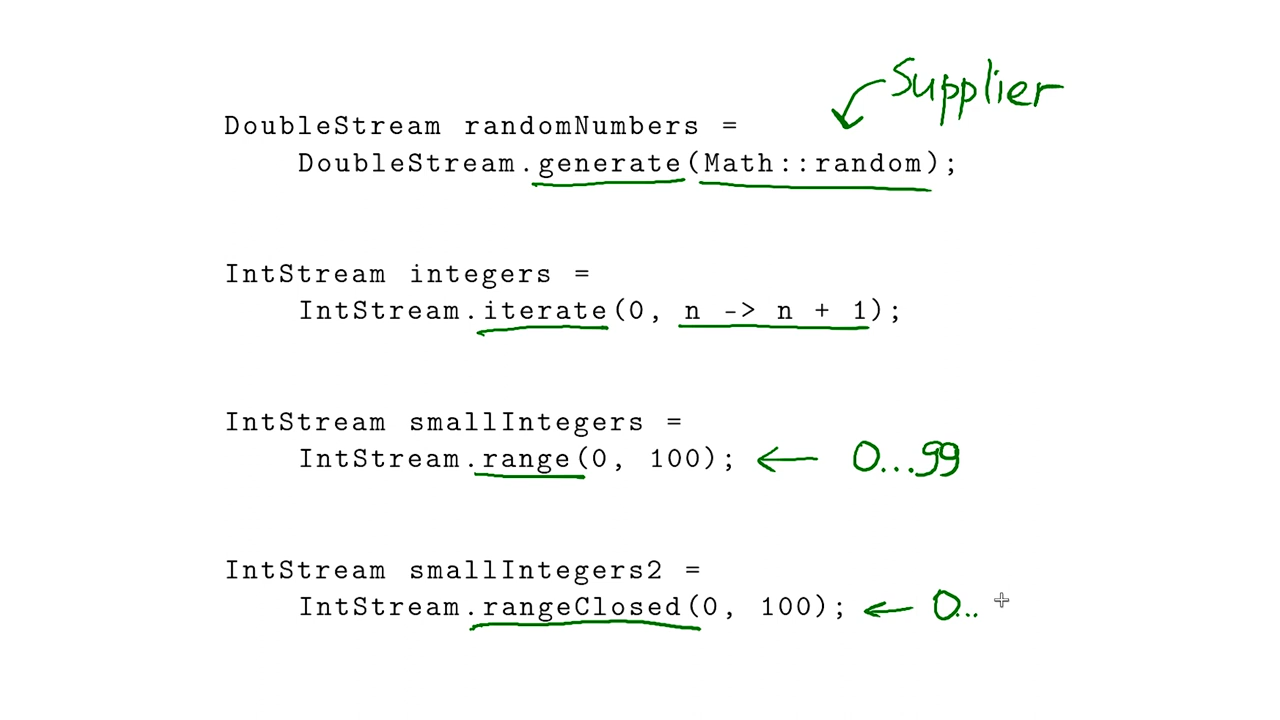 Supplier
DoubleStream randomNumbers =
DoubleStream.generate(Math::random);
IntStream integers =
IntStream.iterate(0, n -> n + 1);
IntStream smallIntegers =
IntStream.range(0, 100); ← 0...99
IntStream smallIntegers2 =
IntStream.rangeClosed(0, 100); ← 0...